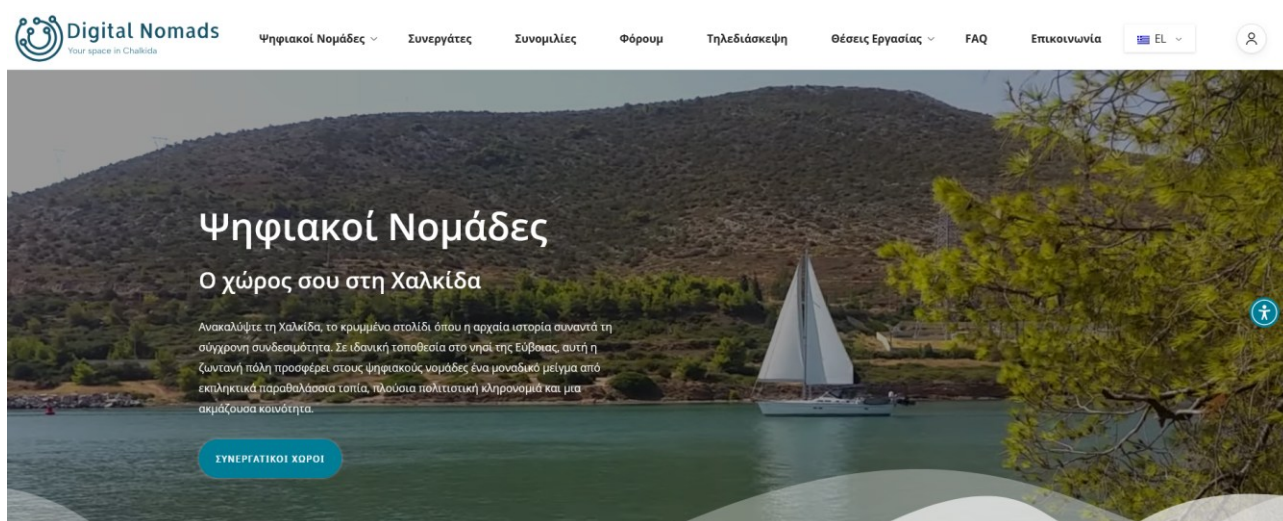 Digital Nomads
Your space in Chalkida
Ψηφιακοί Νομάδες
Συνεργάτες
Συνομιλίες
Φόρουμ
Τηλεδιάσκεψη
Θέσεις Εργασίας
FAQ
Επικοινωνία
EL
Ψηφιακοί Νομάδες
Ο χώρος σου στη Χαλκίδα
Ανακαλύψτε τη Χαλκίδα, το κρυμμένο στολίδι όπου η αρχαία ιστορία συναντά τη
σύγχρονη συνδεσιμότητα. Σε ιδανική τοποθεσία στο νησί της Εύβοιας, αυτή η
ζωντανή πόλη προσφέρει στους ψηφιακούς νομάδες ένα μοναδικό μείγμα από
εκπληκτικά παραθαλάσσια τοπία, πλούσια πολιτιστική κληρονομιά και μια
ακμάζουσα κοινότητα.
ΣΥΝΕΡΓΑΤΙΚΟΙ ΧΩΡΟΙ